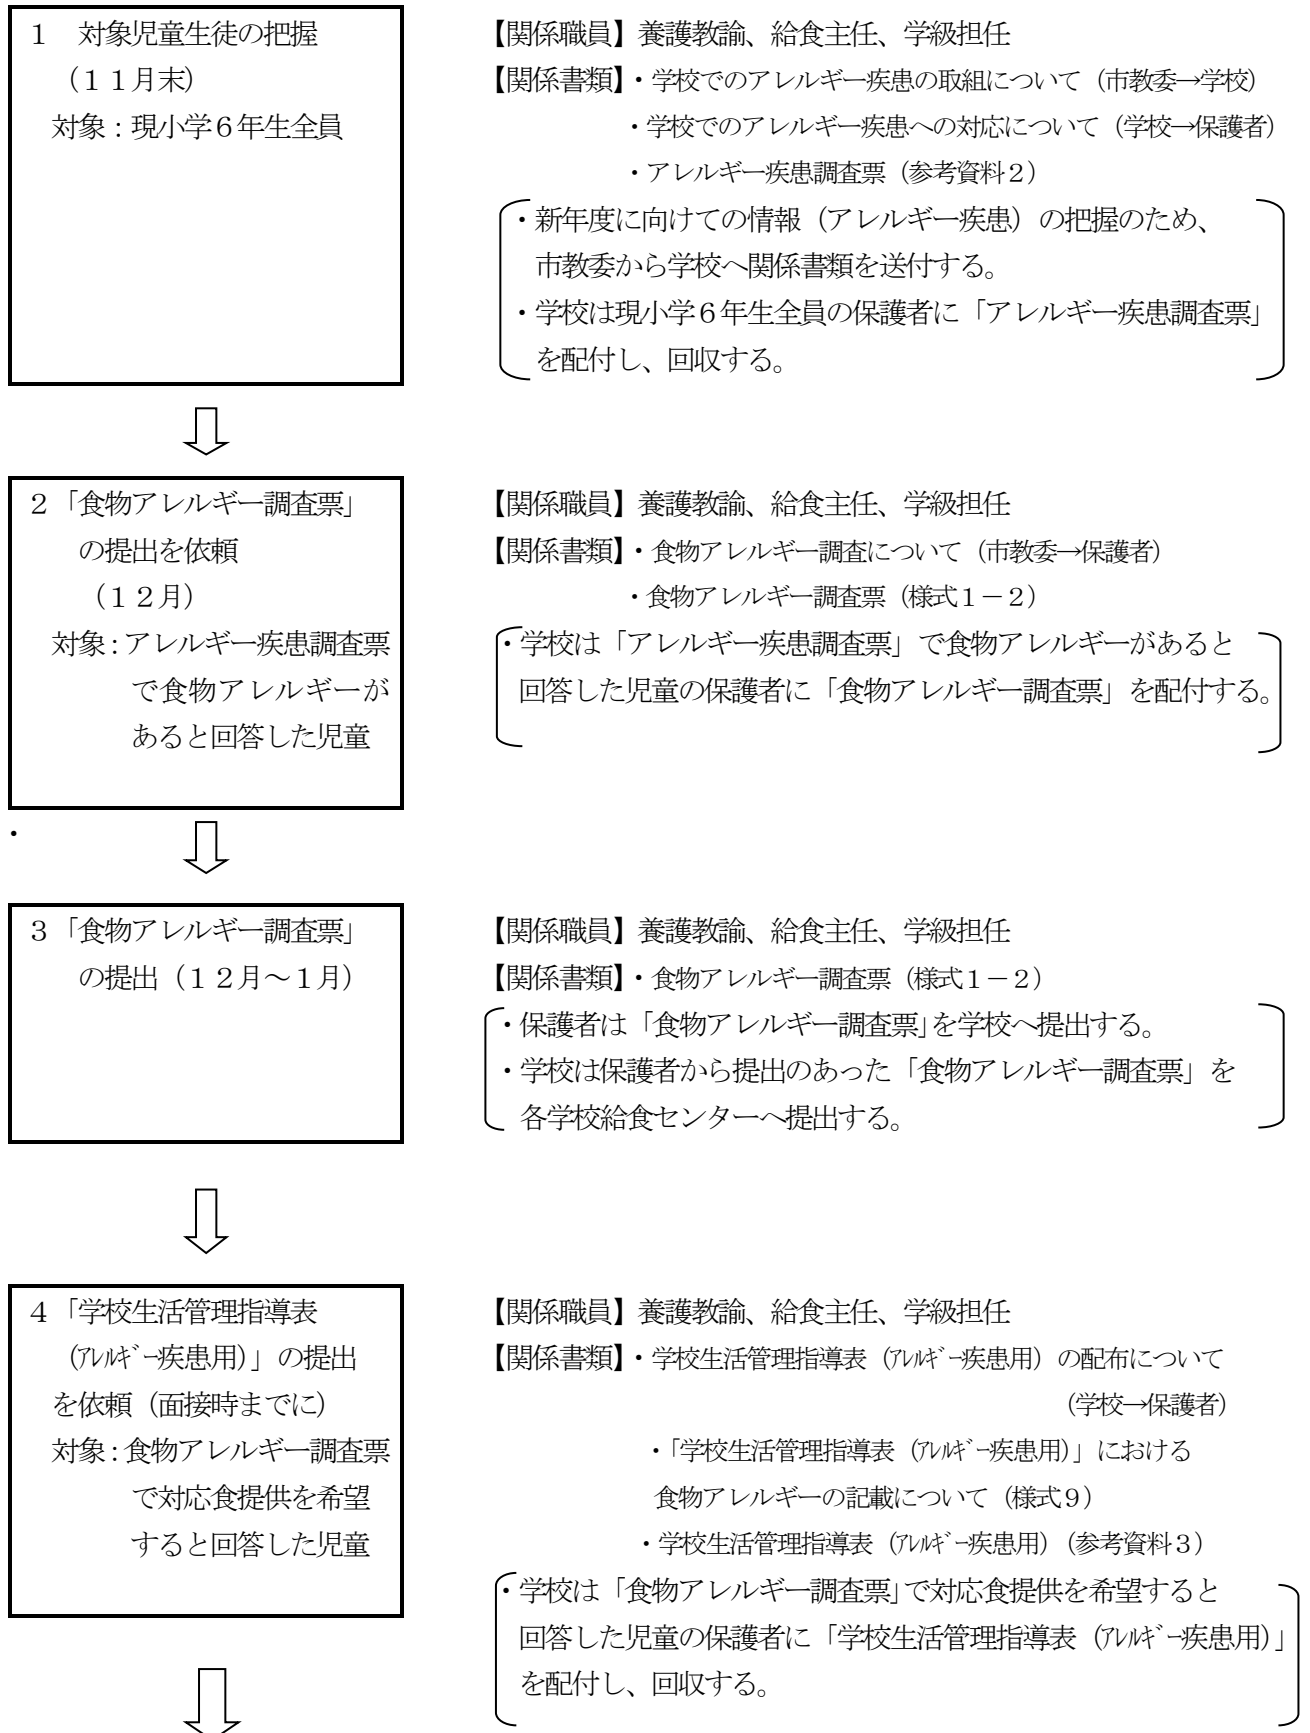 １　対象児童生徒の把握
（１１月末）
対象：現小学６年生全員
【関係職員】養護教諭、給食主任、学級担任
【関係書類】・学校でのアレルギー疾患の取組について（市教委→学校）
・学校でのアレルギー疾患への対応について（学校→保護者）
・アレルギー疾患調査票（参考資料２）
・新年度に向けての情報（アレルギー疾患）の把握のため、
市教委から学校へ関係書類を送付する。
・学校は現小学６年生全員の保護者に「アレルギー疾患調査票」
を配付し、回収する。
２「食物アレルギー調査票」
の提出を依頼
（１２月）
対象：アレルギー疾患調査票
で食物アレルギーが
あると回答した児童
【関係職員】養護教諭、給食主任、学級担任
【関係書類】・食物アレルギー調査について（市教委→保護者）
・食物アレルギー調査票（様式１－２）
・学校は「アレルギー疾患調査票」で食物アレルギーがあると
回答した児童の保護者に「食物アレルギー調査票」を配付する。
・
３「食物アレルギー調査票」
の提出（１２月～１月）
【関係職員】養護教諭、給食主任、学級担任
【関係書類】・食物アレルギー調査票（様式１－２）
・保護者は「食物アレルギー調査票」を学校へ提出する。
・学校は保護者から提出のあった「食物アレルギー調査票」を
各学校給食センターへ提出する。
４「学校生活管理指導表
（ｱﾚﾙｷﾞｰ疾患用）」の提出
を依頼（面接時までに）
対象：食物アレルギー調査票
で対応食提供を希望
すると回答した児童
【関係職員】養護教諭、給食主任、学級担任
【関係書類】・学校生活管理指導表（ｱﾚﾙｷﾞｰ疾患用）の配布について
（学校→保護者）
・「学校生活管理指導表（ｱﾚﾙｷﾞｰ疾患用）」における
食物アレルギーの記載について（様式９）
・学校生活管理指導表（ｱﾚﾙｷﾞｰ疾患用）（参考資料３）
・学校は「食物アレルギー調査票」で対応食提供を希望すると
回答した児童の保護者に「学校生活管理指導表（ｱﾚﾙｷﾞｰ疾患用）」
を配付し、回収する。